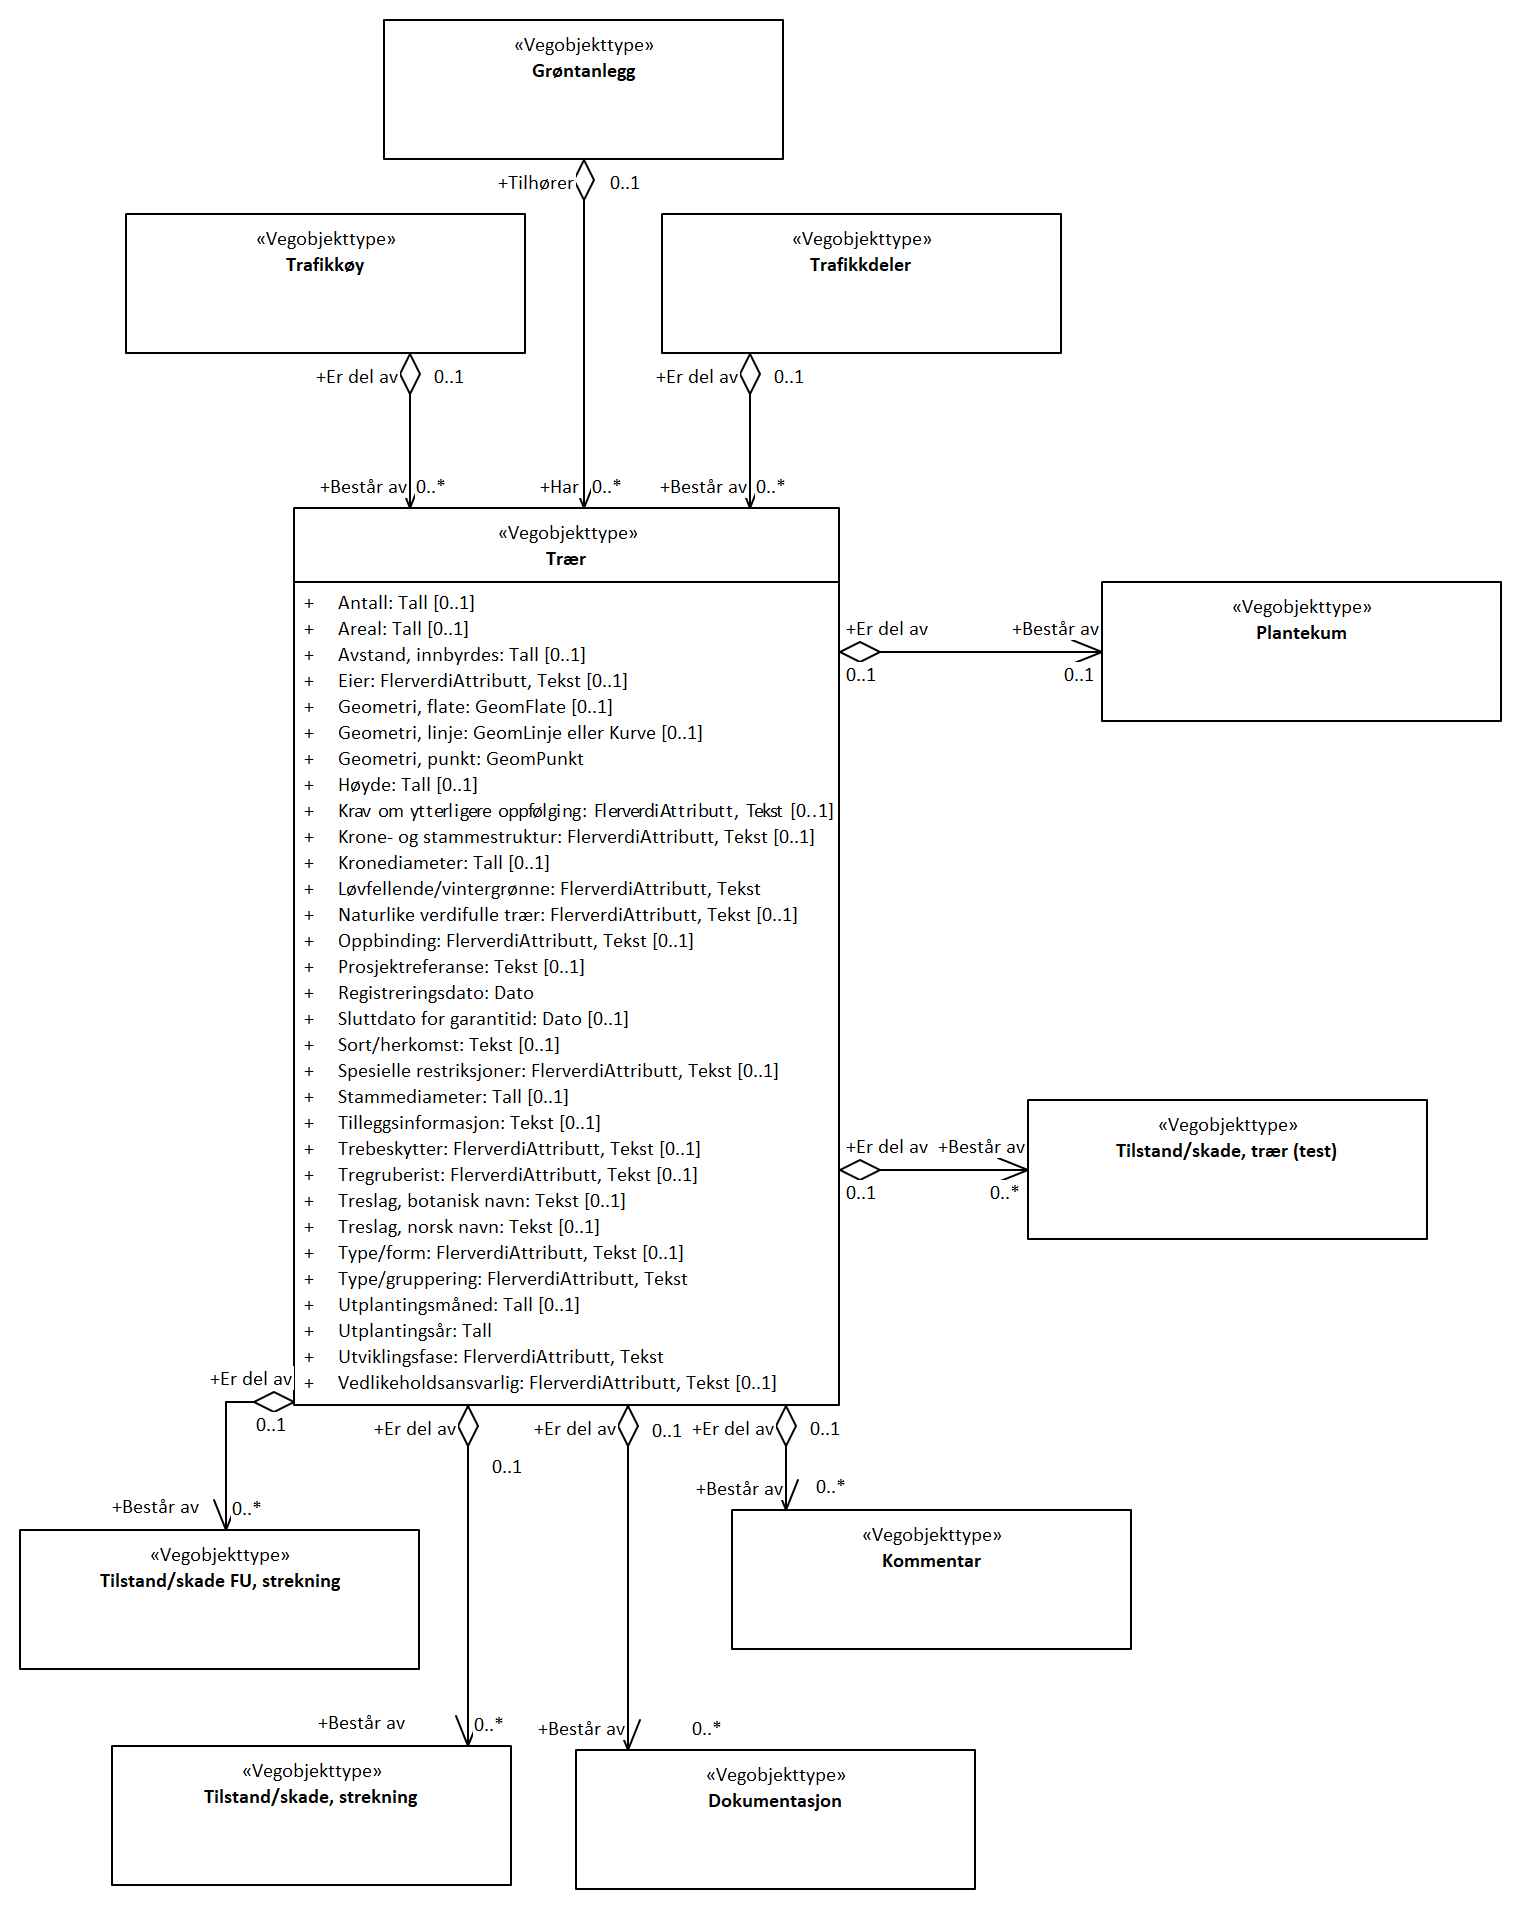 «Vegobjekttype»
Grøntanlegg
+Tilhører 0..1
«Vegobjekttype»
Trafikkøy
«Vegobjekttype»
Trafikkdeler
+Er del av 0..1
+Er del av 0..1
+Består av 0..*
+Har 0..*
+Består av 0..*
«Vegobjekttype»
Trær
+ Antall: Tall [0..1]
+ Areal: Tall [0..1]
+ Avstand, innbyrdes: Tall [0..1]
+ Eier: FlerverdiAttributt, Tekst [0..1]
+ Geometri, flate: GeomFlate [0..1]
+ Geometri, linje: GeomLinje eller Kurve [0..1]
+ Geometri, punkt: GeomPunkt
+ Høyde: Tall [0..1]
+ Krav om ytterligere oppfølging: FlerverdiAttributt, Tekst [0..1]
+ Krone- og stammestruktur: FlerverdiAttributt, Tekst [0..1]
+ Kronediameter: Tall [0..1]
+ Løvfellende/vintergrønne: FlerverdiAttributt, Tekst
+ Naturlike verdifulle trær: FlerverdiAttributt, Tekst [0..1]
+ Oppbinding: FlerverdiAttributt, Tekst [0..1]
+ Prosjektreferanse: Tekst [0..1]
+ Registreringsdato: Dato
+ Sluttdato for garantitid: Dato [0..1]
+ Sort/herkomst: Tekst [0..1]
+ Spesielle restriksjoner: FlerverdiAttributt, Tekst [0..1]
+ Stammediameter: Tall [0..1]
+ Tilleggsinformasjon: Tekst [0..1]
+ Trebeskytter: FlerverdiAttributt, Tekst [0..1]
+ Tregruberist: FlerverdiAttributt, Tekst [0..1]
+ Treslag, botanisk navn: Tekst [0..1]
+ Treslag, norsk navn: Tekst [0..1]
+ Type/form: FlerverdiAttributt, Tekst [0..1]
+ Type/gruppering: FlerverdiAttributt, Tekst
+ Utplantingsmåned: Tall [0..1]
+ Utplantingsår: Tall
+ Utviklingsfase: FlerverdiAttributt, Tekst
+ Vedlikeholdsansvarlig: FlerverdiAttributt, Tekst [0..1]
+Er del av +Består av
0..1 0..1
«Vegobjekttype»
Plantekum
+Er del av +Består av
0..1 0..*
«Vegobjekttype»
Tilstand/skade, trær (test)
+Er del av
0..1
+Består av 0..*
«Vegobjekttype»
Tilstand/skade FU, strekning
+Er del av
0..1
+Består av 0..*
«Vegobjekttype»
Tilstand/skade, strekning
+Er del av 0..1
+Består av 0..*
«Vegobjekttype»
Dokumentasjon
+Er del av 0..1
+Består av 0..*
«Vegobjekttype»
Kommentar